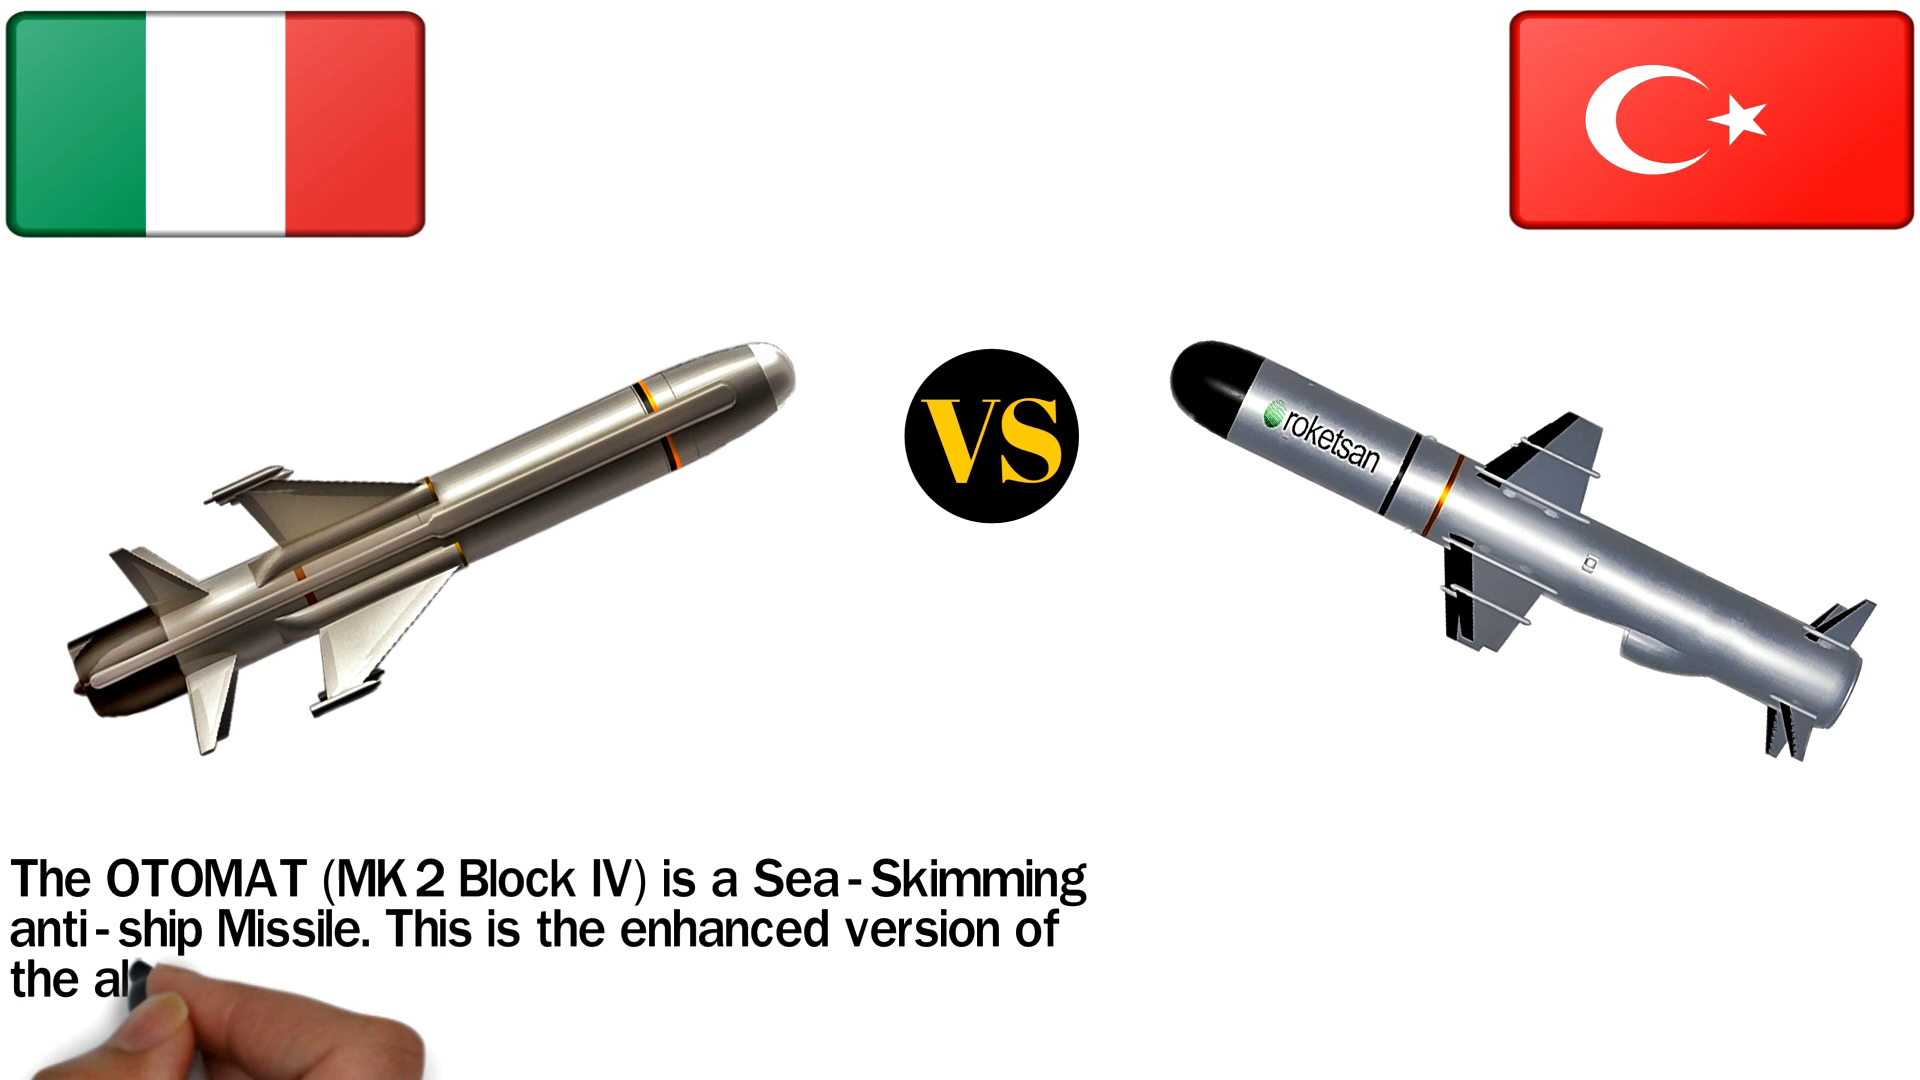 VS
roketsan
The OTOMAT (MK 2 Block IV) is a Sea-Skimming
anti-ship Missile. This is the enhanced version of
the al